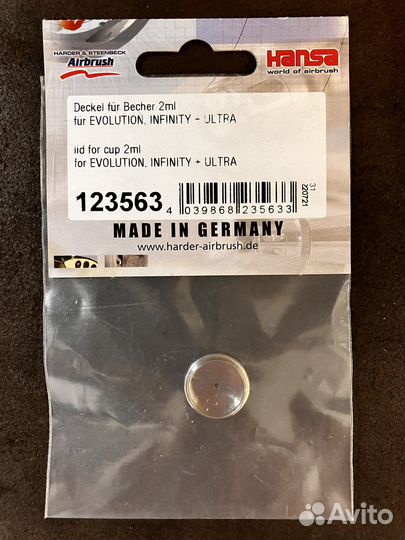 HARDER & STEENBECK
Airbrush
Hansa
world of airbrush
Deckel für Becher 2ml
für EVOLUTION, INFINITY + ULTRA
lid for cup 2ml
for EVOLUTION, INFINITY + ULTRA
123563
4 039868 235633
31
220721
MADE IN GERMANY
www.harder-airbrush.de
Avito